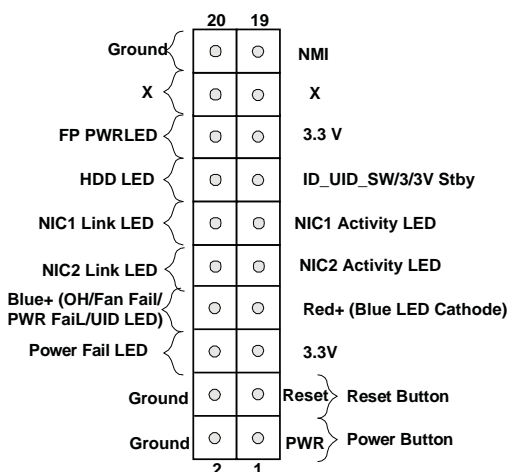 20 19
Ground NMI
X X
FP PWRLED 3.3 V
HDD LED ID_UID_SW/3/3V Stby
NIC1 Link LED NIC1 Activity LED
NIC2 Link LED NIC2 Activity LED
Blue+ (OH/Fan Fail/
PWR FaiL/UID LED) Red+ (Blue LED Cathode)
Power Fail LED 3.3V
Ground Reset Reset Button
Ground PWR Power Button
2 1